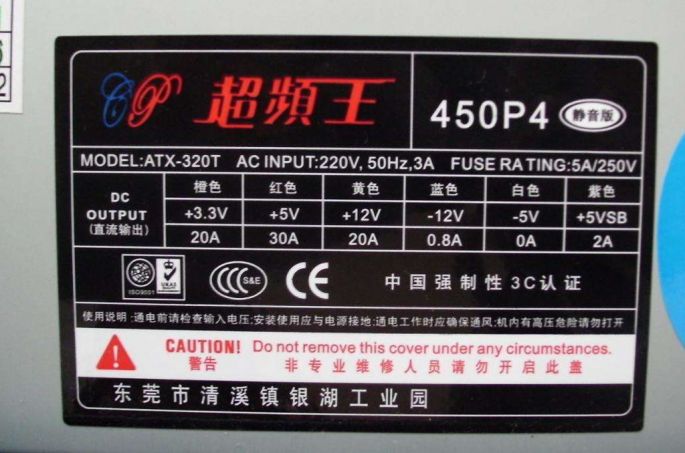 6
2
CP 超頻王
450P4 静音版
MODEL:ATX-320T AC INPUT:220V, 50Hz,3A FUSE RATING:5A/250V
DC OUTPUT (直流输出)
橙色 红色 黄色 蓝色 白色 紫色
+3.3V +5V +12V -12V -5V +5VSB
20A 30A 20A 0.8A 0A 2A
ISO9001 UKAS CCC S&E CE 中国强制性3C认证
使用说明:通电前请检查输入电压;安装使用应与电源接地;通电工作时应确保通风;机内有高压危险请勿打开
CAUTION! Do not remove this cover under any circumstances.
警告 非专业维修人员请勿开启此盖
东莞市清溪镇银湖工业园